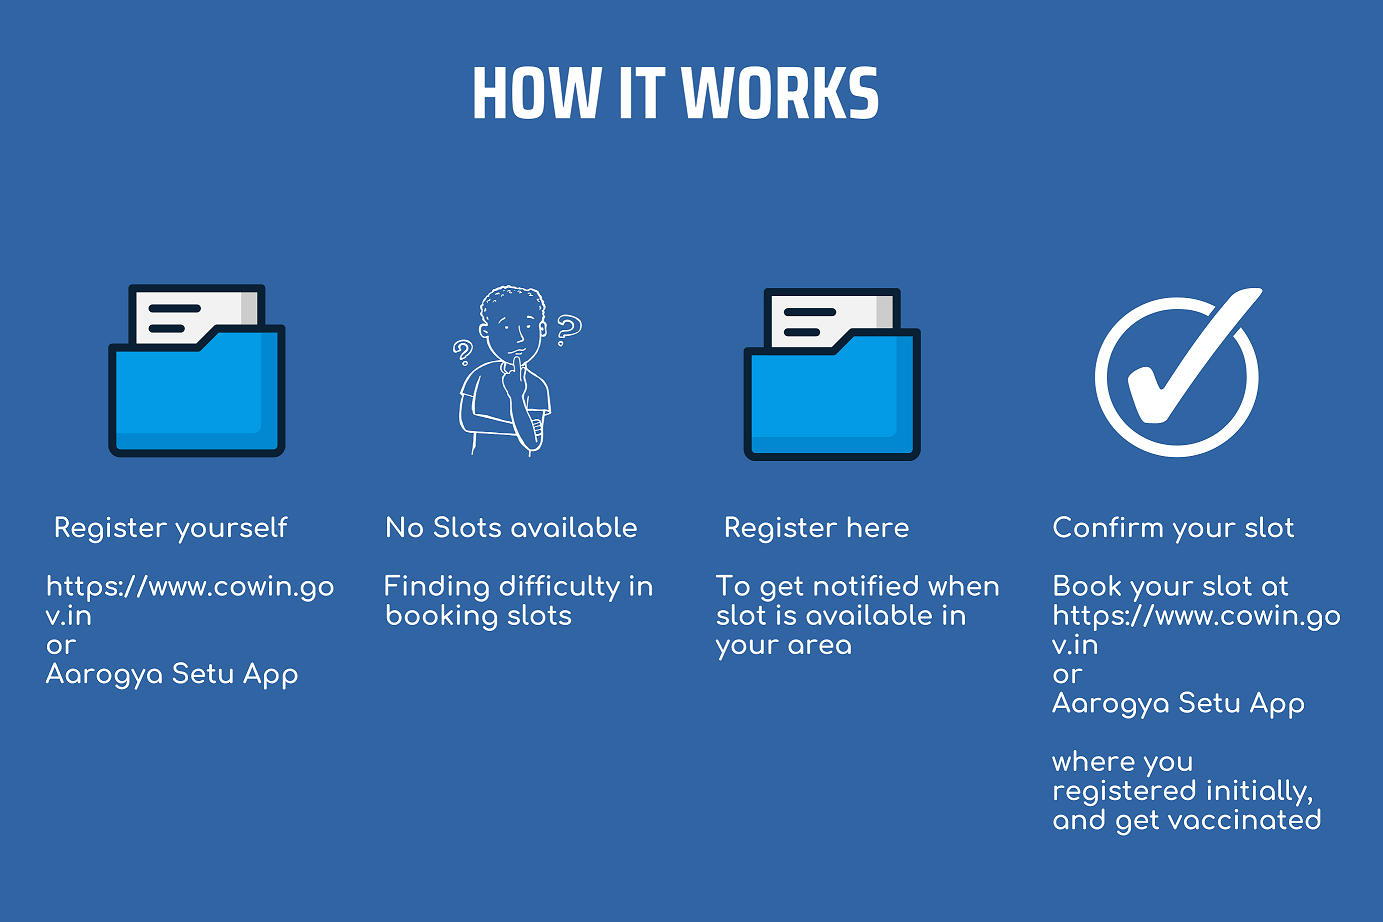 HOW IT WORKS
Register yourself
https://www.cowin.go
v.in
or
Aarogya Setu App
No Slots available
Finding difficulty in
booking slots
Register here
To get notified when
slot is available in
your area
Confirm your slot
Book your slot at
https://www.cowin.go
v.in
or
Aarogya Setu App
where you
registered initially,
and get vaccinated